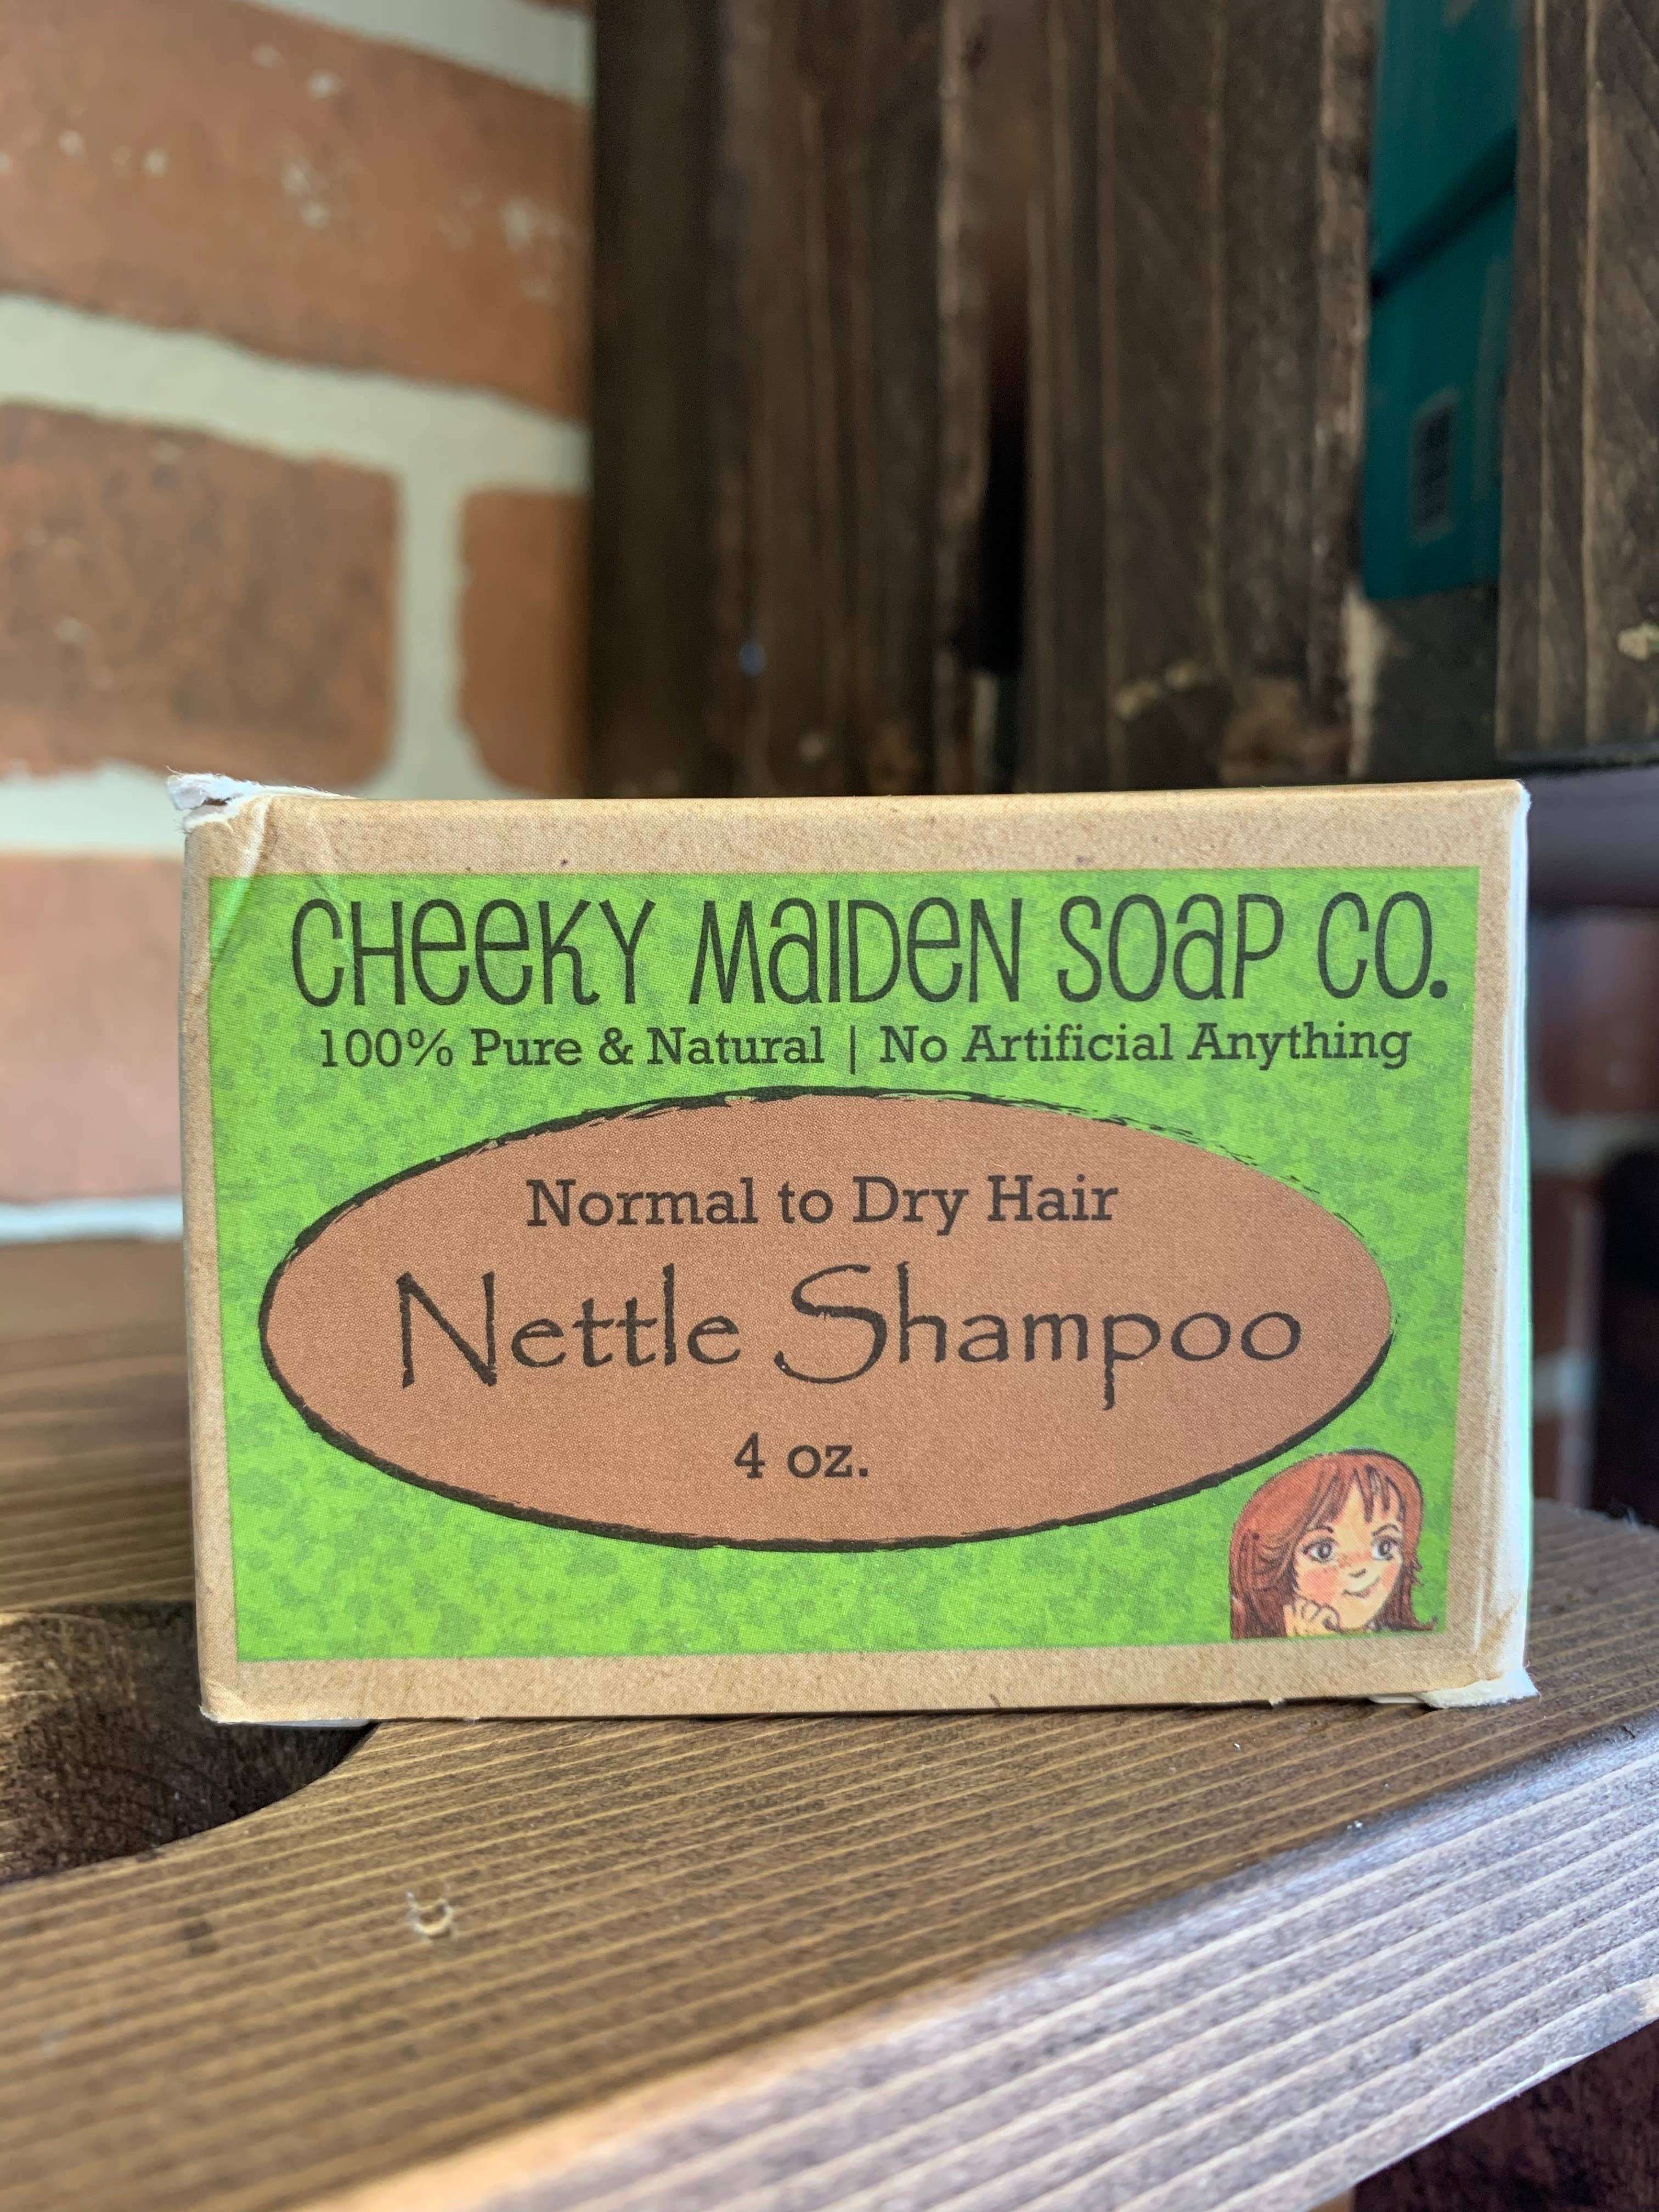 CHeeKY MaIDeN SOaP CO.
100% Pure & Natural | No Artificial Anything
Normal to Dry Hair
Nettle Shampoo
4 oz.